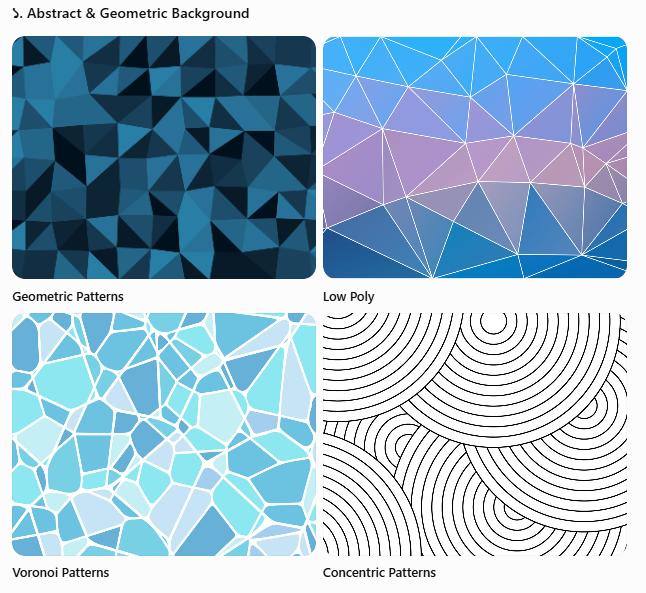 . Abstract & Geometric Background
Geometric Patterns
Low Poly
Voronoi Patterns
Concentric Patterns